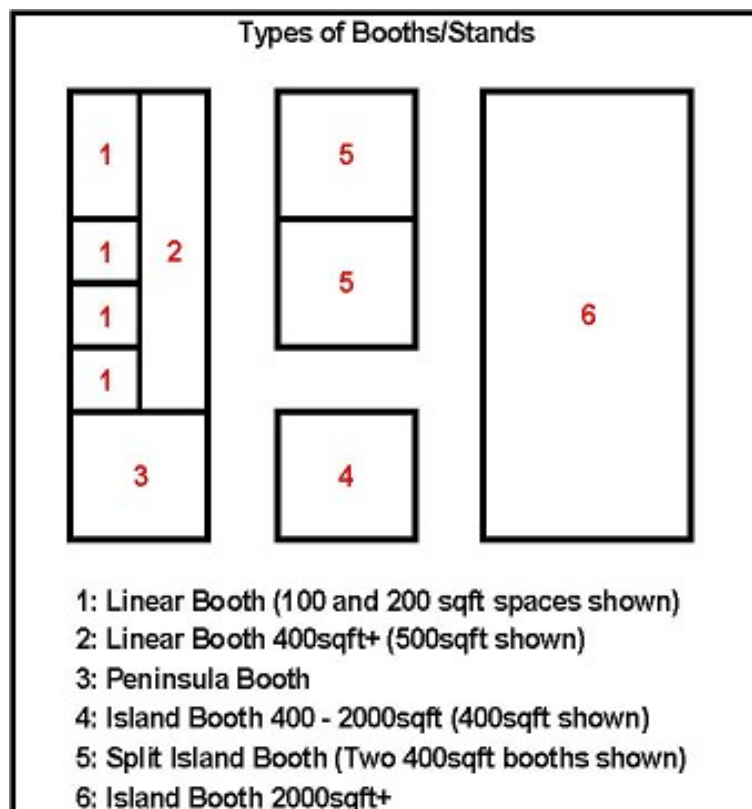 Types of Booths/Stands
1 5
1 2 5 6
1
1
3 4
1: Linear Booth (100 and 200 sqft spaces shown)
2: Linear Booth 400sqft+ (500sqft shown)
3: Peninsula Booth
4: Island Booth 400 - 2000sqft (400sqft shown)
5: Split Island Booth (Two 400sqft booths shown)
6: Island Booth 2000sqft+